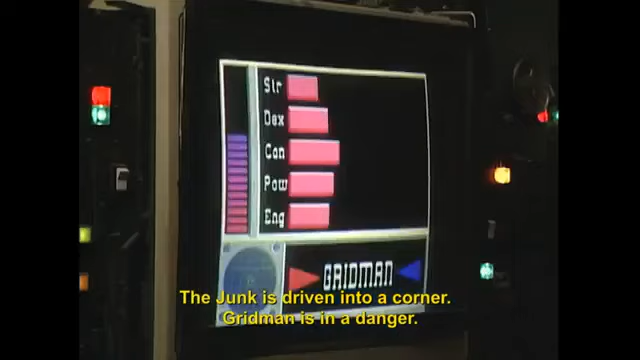 Str
Dex
Con
Pow
Eng
GRIDMAN
The Junk is driven into a corner.
Gridman is in a danger.